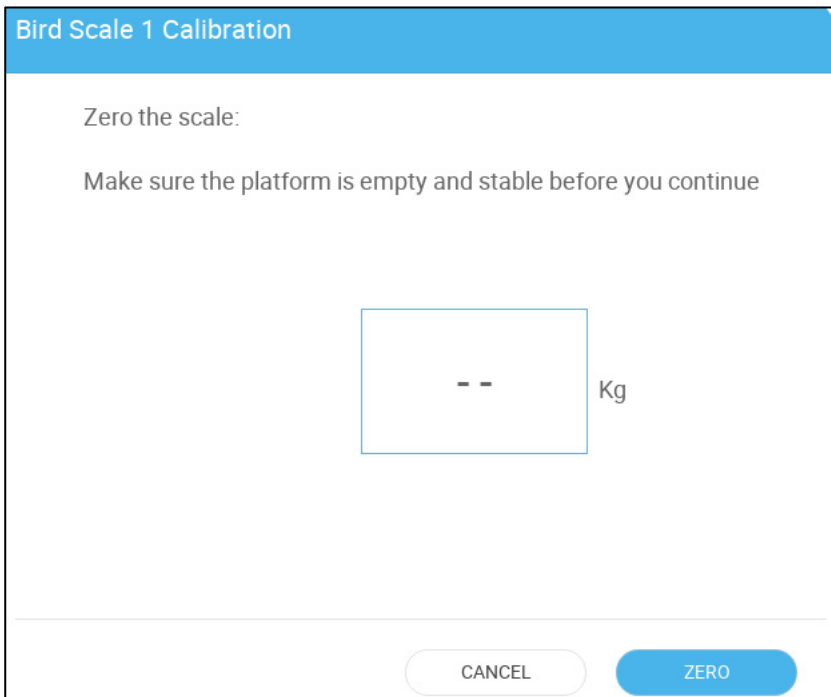 Bird Scale 1 Calibration
Zero the scale:
Make sure the platform is empty and stable before you continue
-- Kg
CANCEL ZERO